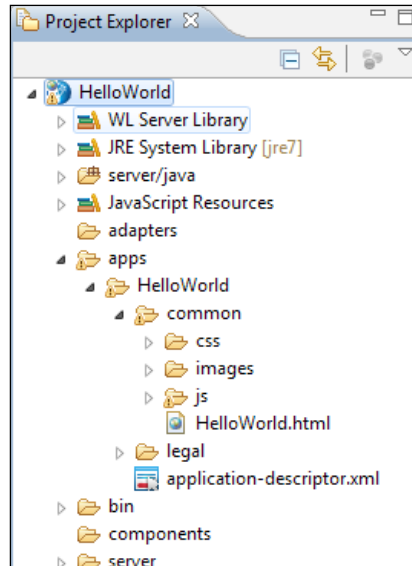 Project Explorer
HelloWorld
WL Server Library
JRE System Library [jre7]
server/java
JavaScript Resources
adapters
apps
HelloWorld
common
css
images
js
HelloWorld.html
legal
application-descriptor.xml
bin
components
server